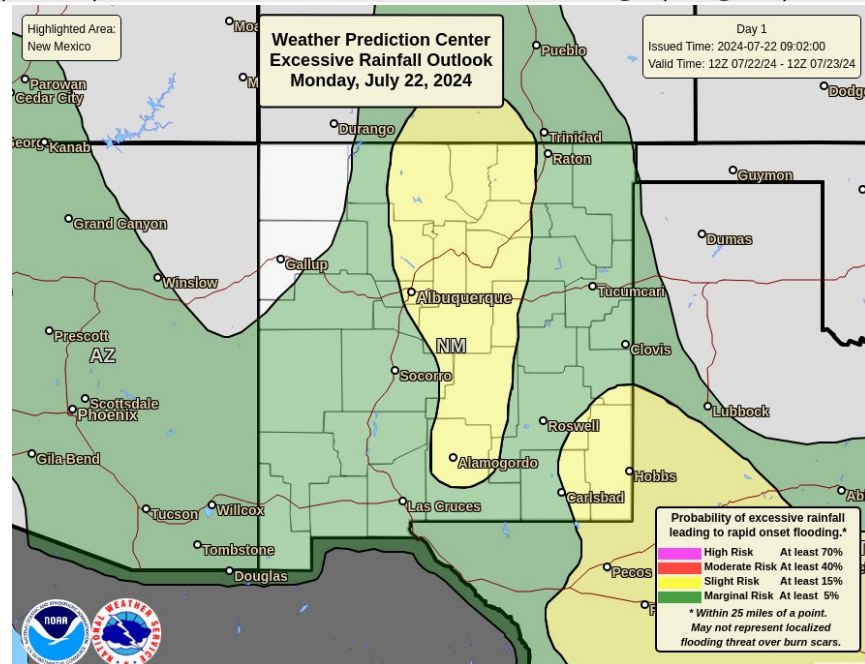 Highlighted Area:
New Mexico
Weather Prediction Center
Excessive Rainfall Outlook
Monday, July 22, 2024
Day 1
Issued Time: 2024-07-22 09:02:00
Valid Time: 12Z 07/22/24 - 12Z 07/23/24
Pueblo
Parowan
Cedar City
Durango
Trinidad
Kanab
Raton
Guymon
Grand Canyon
Dumas
Gallup
Winslow
Albuquerque
Tucumcari
Prescott
AZ
NM
Clovis
Socorro
Scottsdale
Phoenix
Lubbock
Roswell
Gila Bend
Alamogordo
Hobbs
Carlsbad
Las Cruces
Tucson
Willcox
Tombstone
Douglas
Pecos
Probability of excessive rainfall
leading to rapid onset flooding.*
High Risk At least 70%
Moderate Risk At least 40%
Slight Risk At least 15%
Marginal Risk At least 5%
* Within 25 miles of a point.
May not represent localized
flooding threat over burn scars.
NOAA
NATIONAL WEATHER SERVICE